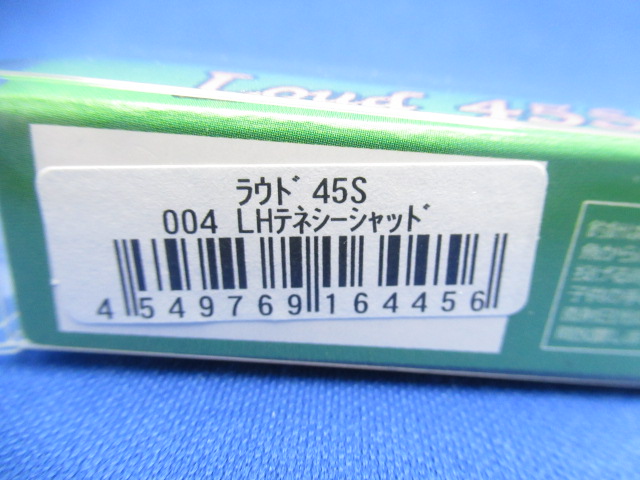 Loud 45S
ﾗｳﾄﾞ 45S
004 LHﾃﾈｼｰｼｬｯﾄﾞ
4 549769 164456